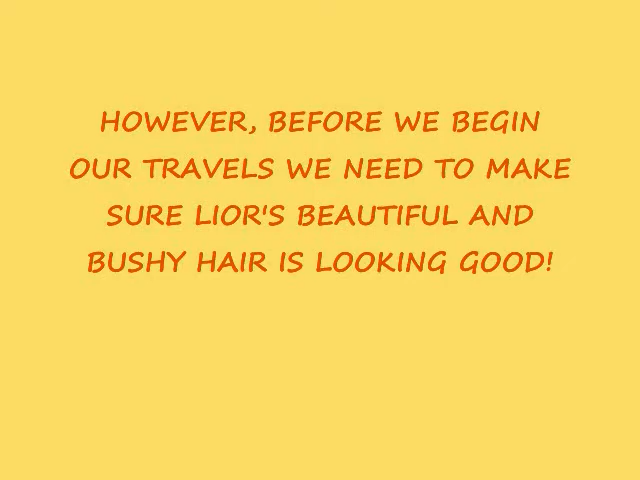 HOWEVER, BEFORE WE BEGIN
OUR TRAVELS WE NEED TO MAKE
SURE LIOR'S BEAUTIFUL AND
BUSHY HAIR IS LOOKING GOOD!